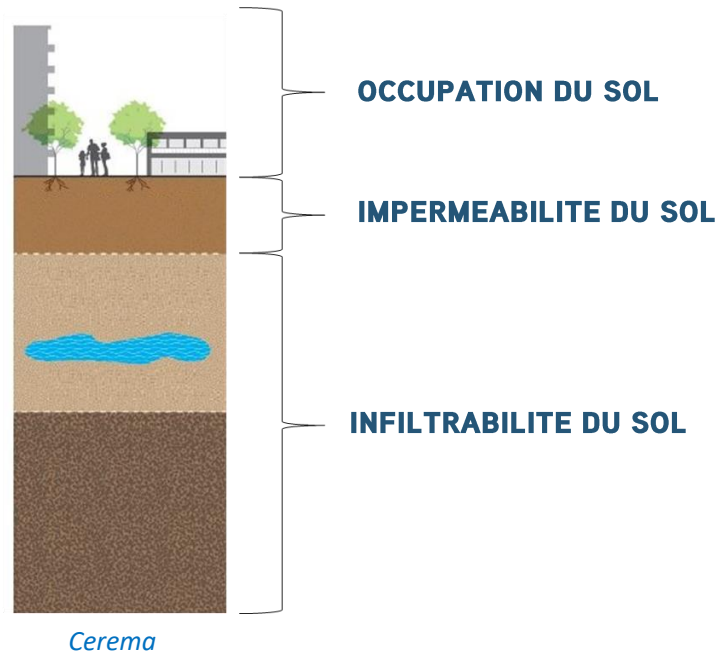 OCCUPATION DU SOL
IMPERMEABILITE DU SOL
INFILTRABILITE DU SOL
Cerema